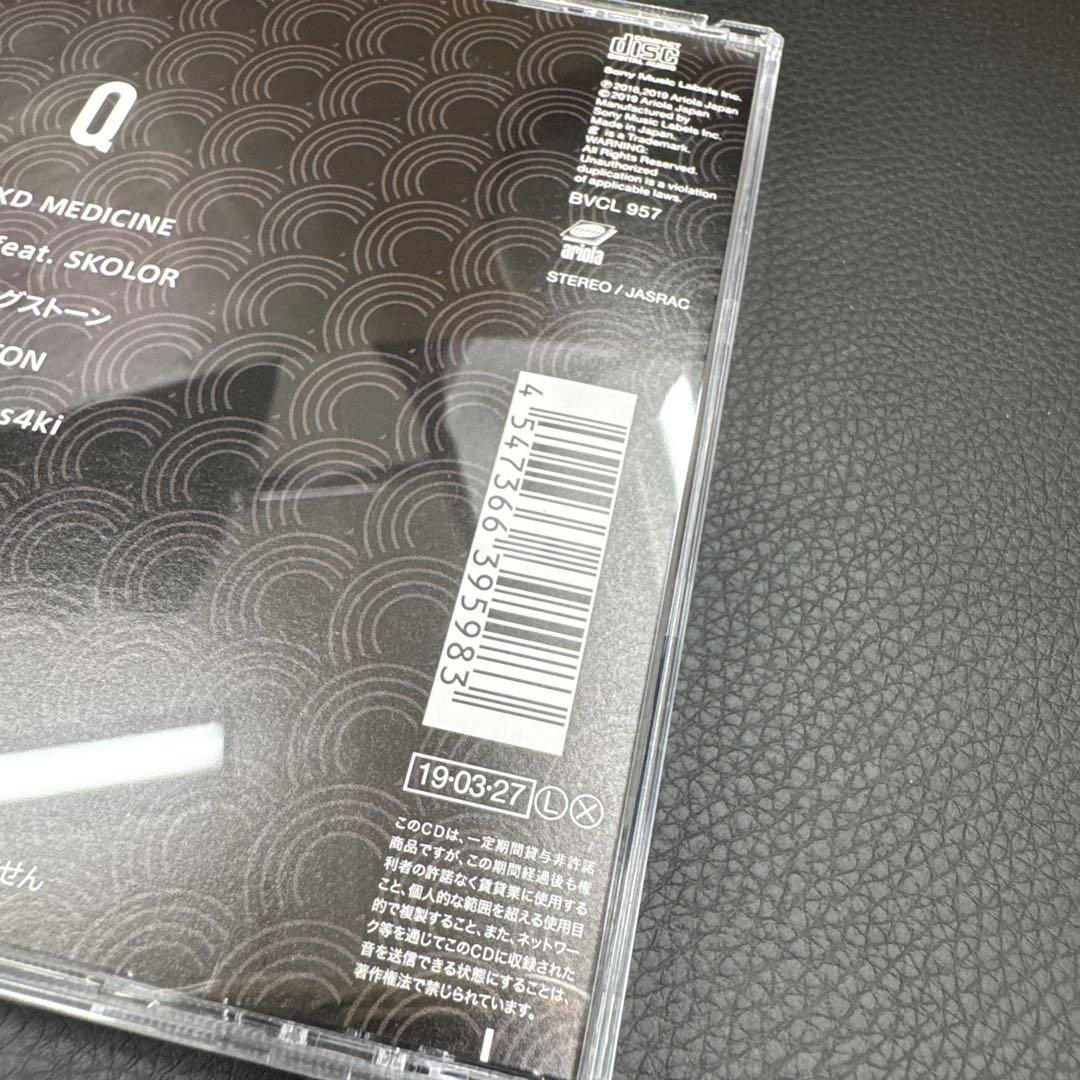 Q
XD MEDICINE
feat. SKOLOR
グストーン
TON
s4ki
せん
COMPACT
disc
DIGITAL AUDIO
Sony Music Labels Inc.
Ⓟ2018,2019 Ariola Japan
©2019 Ariola Japan
Manufactured by
Sony Music Labels Inc.
Made in Japan.
is a Trademark.
WARNING:
All Rights Reserved.
Unauthorized
duplication is a violation
of applicable laws.
BVCL 957
ariola
STEREO / JASRAC
4 547366 395983
19・03・27 Ⓛ Ⓧ
このCDは、一定期間貸与非許諾
商品ですが、この期間経過後も権
利者の許諾なく賃貸業に使用する
こと、個人的な範囲を超える使用目
的で複製すること、また、ネットワー
ク等を通じてこのCDに収録された
音を送信できる状態にすることは、
著作権法で禁じられています。